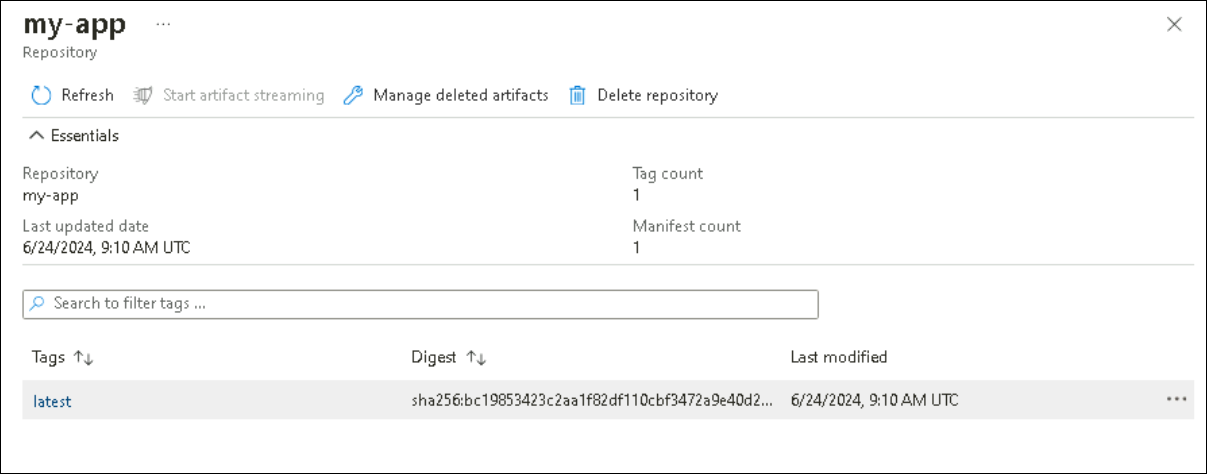 my-app ...
Repository
Refresh Start artifact streaming Manage deleted artifacts Delete repository
Essentials
Repository Tag count
my-app 1
Last updated date Manifest count
6/24/2024, 9:10 AM UTC 1
Search to filter tags ...
Tags Digest Last modified
latest sha256:bc19853423c2aa1f82df110cbf3472a9e40d2... 6/24/2024, 9:10 AM UTC